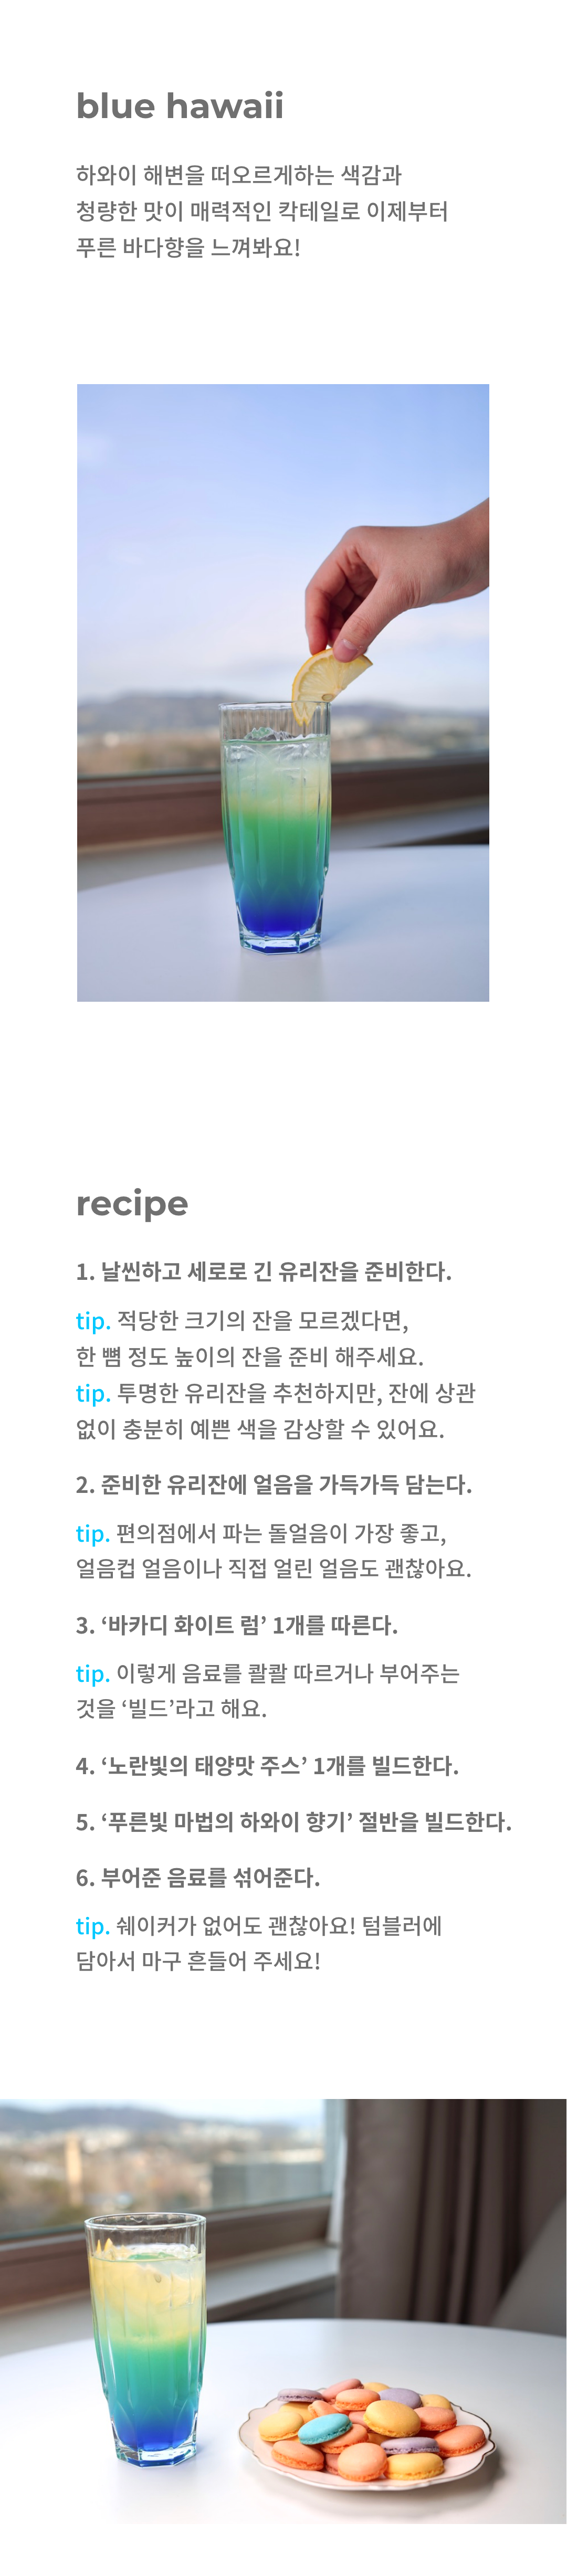 blue hawaii
하와이 해변을 떠오르게하는 색감과
청량한 맛이 매력적인 칵테일로 이제부터
푸른 바다향을 느껴봐요!
recipe
1. 날씬하고 세로로 긴 유리잔을 준비한다.
tip. 적당한 크기의 잔을 모르겠다면,
한 뼘 정도 높이의 잔을 준비 해주세요.
tip. 투명한 유리잔을 추천하지만, 잔에 상관
없이 충분히 예쁜 색을 감상할 수 있어요.
2. 준비한 유리잔에 얼음을 가득가득 담는다.
tip. 편의점에서 파는 돌얼음이 가장 좋고,
얼음컵 얼음이나 직접 얼린 얼음도 괜찮아요.
3. ‘바카디 화이트 럼’ 1개를 따른다.
tip. 이렇게 음료를 콸콸 따르거나 부어주는
것을 ‘빌드’라고 해요.
4. ‘노란빛의 태양맛 주스’ 1개를 빌드한다.
5. ‘푸른빛 마법의 하와이 향기’ 절반을 빌드한다.
6. 부어준 음료를 섞어준다.
tip. 쉐이커가 없어도 괜찮아요! 텀블러에
담아서 마구 흔들어 주세요!